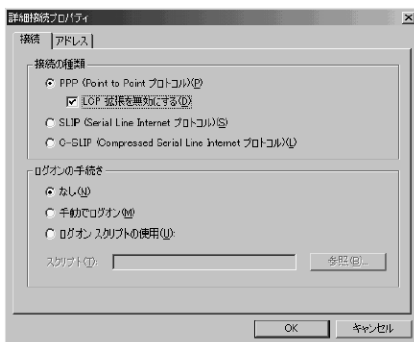 詳細接続プロパティ
接続 アドレス
接続の種類
PPP (Point to Point プロトコル)(P)
LCP 拡張を無効にする(D)
SLIP (Serial Line Internet プロトコル)(S)
C-SLIP (Compressed Serial Line Internet プロトコル)(L)
ログオンの手続き
なし(N)
手動でログオン(M)
ログオン スクリプトの使用(U):
スクリプト(T): 参照(B)...
OK キャンセル